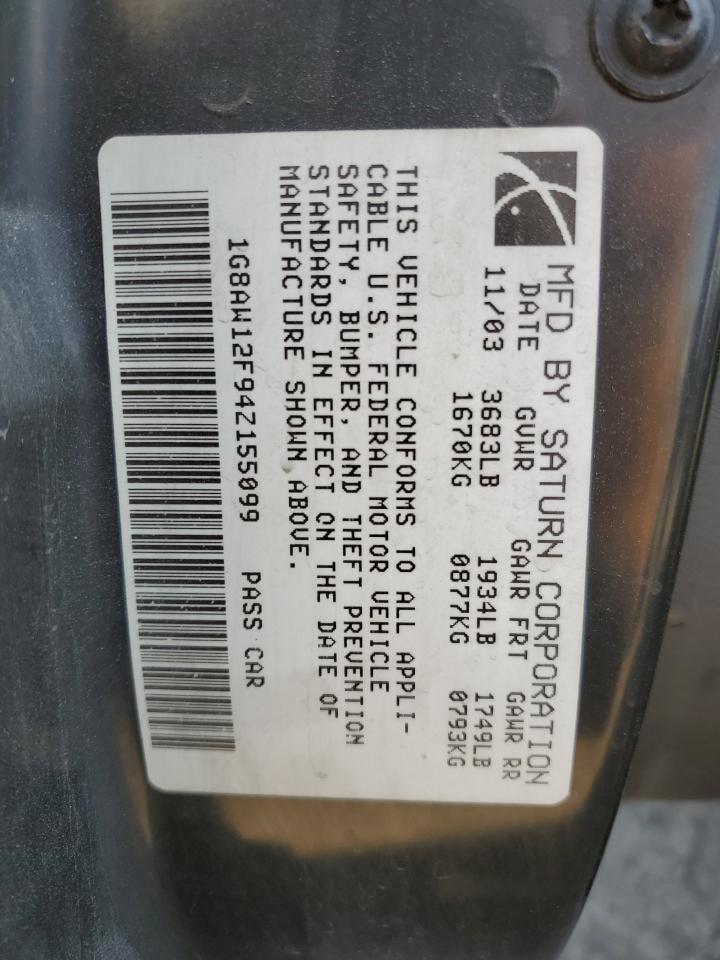 MFD BY SATURN CORPORATION
DATE GVWR GAWR FRT GAWR RR
11/03 3683LB 1934LB 1749LB
1670KG 0877KG 0793KG
THIS VEHICLE CONFORMS TO ALL APPLI-
CABLE U.S. FEDERAL MOTOR VEHICLE
SAFETY, BUMPER, AND THEFT PREVENTION
STANDARDS IN EFFECT ON THE DATE OF
MANUFACTURE SHOWN ABOVE.
1G8AW12F94Z155099 PASS CAR